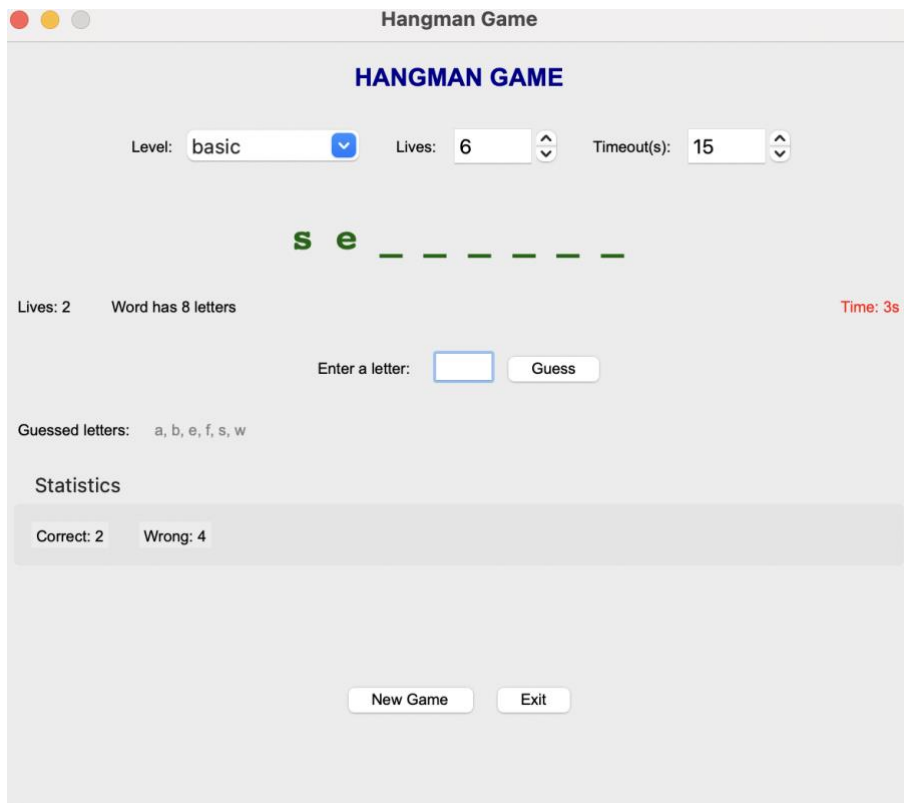 Hangman Game
HANGMAN GAME
Level: basic Lives: 6 Timeout(s): 15
s e _ _ _ _ _ _
Lives: 2 Word has 8 letters Time: 3s
Enter a letter: Guess
Guessed letters: a, b, e, f, s, w
Statistics
Correct: 2 Wrong: 4
New Game Exit